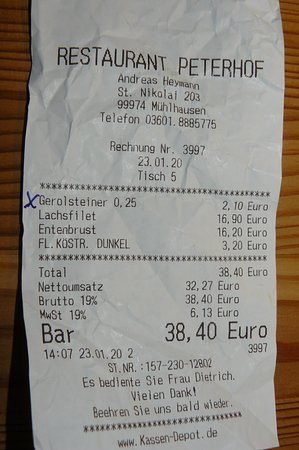 RESTAURANT PETERHOF
Andreas Heymann
St. Nikolai 203
99974 Mühlhausen
Telefon 03601.8885775
Rechnung Nr. 3997
23.01.20
Tisch 5
************************************
x Gerolsteiner 0,25 2,10 Euro
Lachsfilet 16,90 Euro
Entenbrust 16,20 Euro
FL.KÖSTR. DUNKEL 3,20 Euro
************************************
Total 38,40 Euro
Nettoumsatz 32,27 Euro
Brutto 19% 38,40 Euro
MwSt 19% 6,13 Euro
Bar 38,40 Euro
14:07 23.01.20 2 3997
ST.NR.:157-230-12802
Es bediente Sie Frau Dietrich.
Vielen Dank!
Beehren Sie uns bald wieder.
************************
www.Kassen-Depot.de